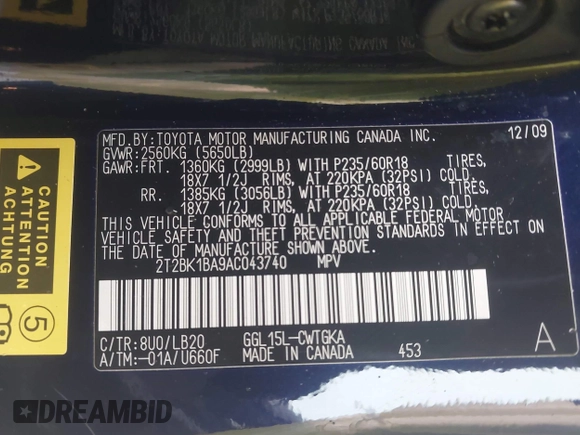 MFD.BY:TOYOTA MOTOR MANUFACTURING CANADA INC. 12/09
GVWR:2560KG (5650LB)
GAWR:FRT. 1360KG (2999LB) WITH P235/60R18 TIRES,
18X7 1/2J RIMS, AT 220KPA (32PSI) COLD.
RR. 1385KG (3056LB) WITH P235/60R18 TIRES,
18X7 1/2J RIMS, AT 220KPA (32PSI) COLD.
THIS VEHICLE CONFORMS TO ALL APPLICABLE FEDERAL MOTOR
VEHICLE SAFETY AND THEFT PREVENTION STANDARDS IN EFFECT ON
THE DATE OF MANUFACTURE SHOWN ABOVE.
2T2BK1BA9AC043740 MPV
C/TR:8U0/LB20 GGL15L-CWTGKA
A/TM:-01A/U660F MADE IN CANADA 453 A
CAUTION
ATTENTION
ACHTUNG
5
DREAMBID